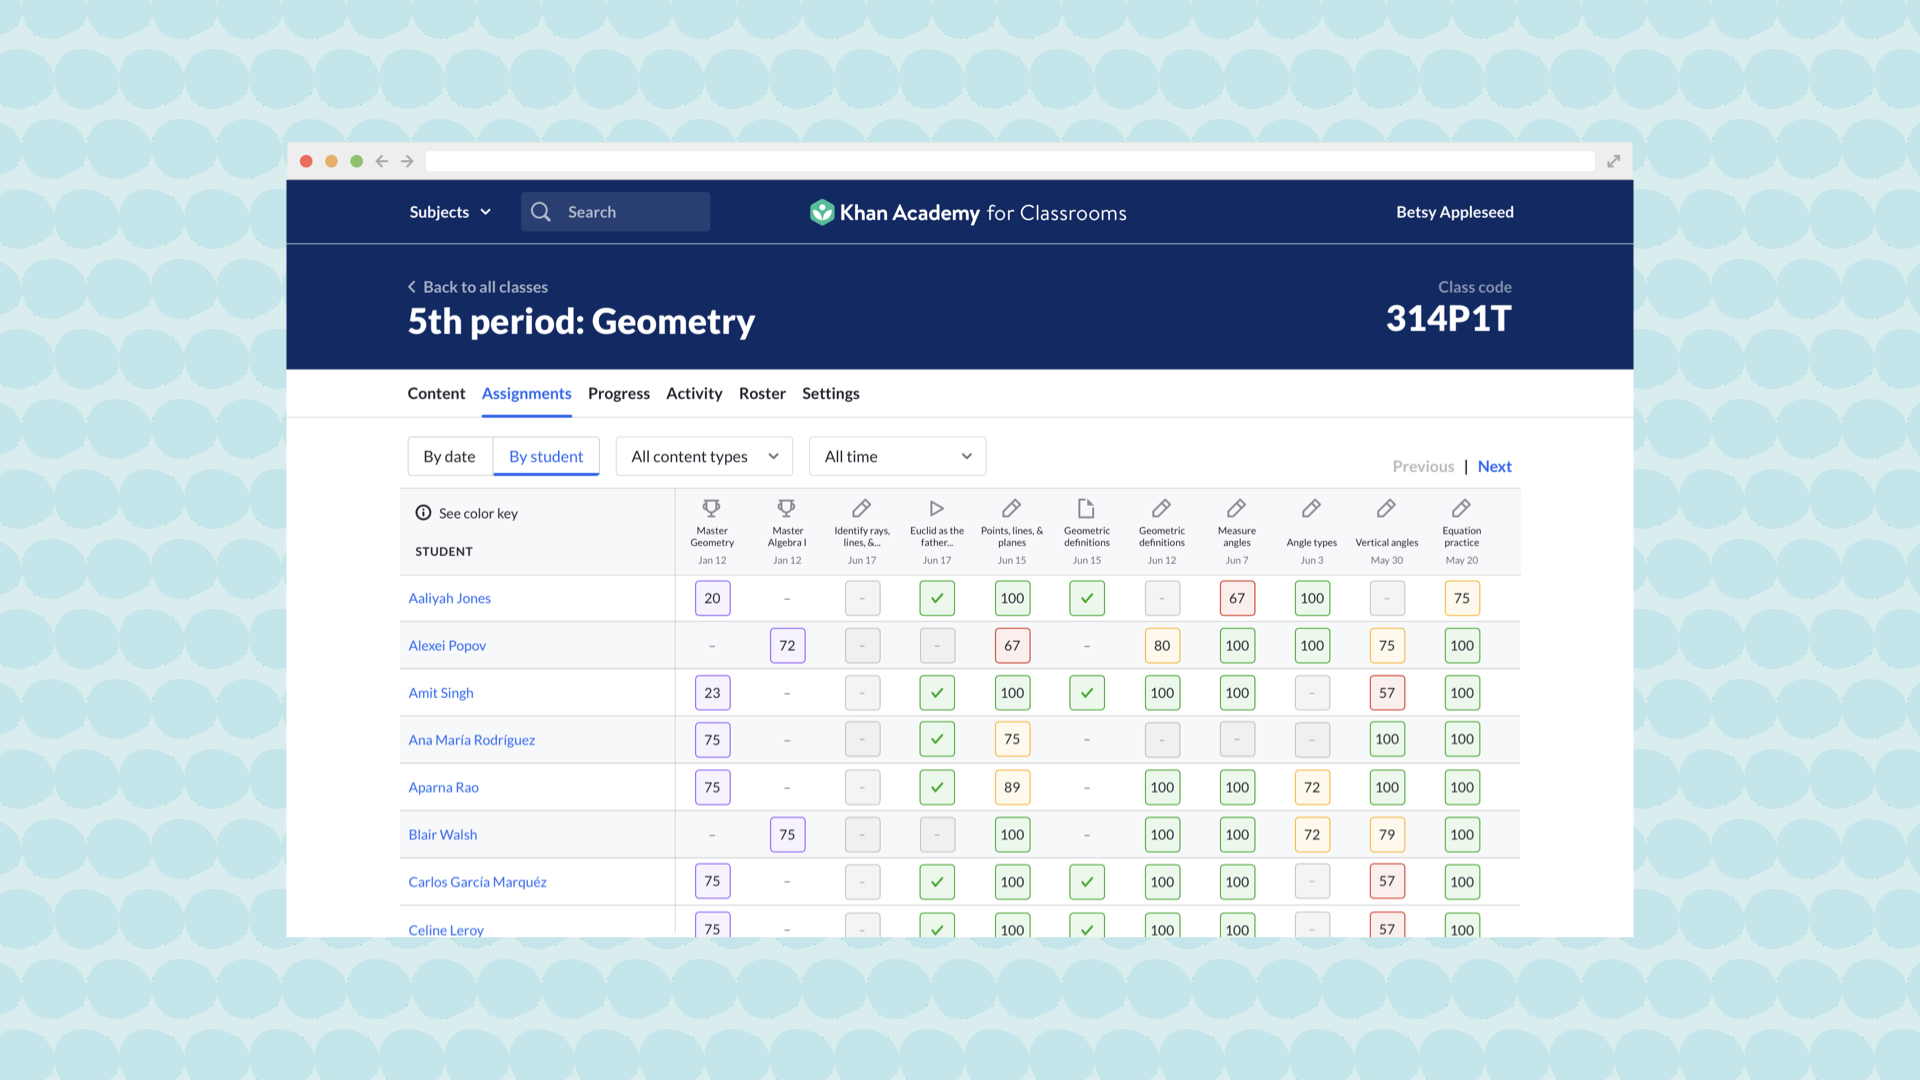 Subjects
Search
Khan Academy for Classrooms
Betsy Appleseed
Back to all classes
Class code
5th period: Geometry
314P1T
Content Assignments Progress Activity Roster Settings
By date By student All content types All time
Previous | Next
See color key
STUDENT
Master Geometry Jan 12
Master Algebra I Jan 12
Identify rays, lines, &... Jun 17
Euclid as the father... Jun 17
Points, lines, & planes Jun 15
Geometric definitions Jun 15
Geometric definitions Jun 12
Measure angles Jun 7
Angle types Jun 3
Vertical angles May 30
Equation practice May 20
Aaliyah Jones 20 - - ✓ 100 ✓ - 67 100 - 75
Alexei Popov - 72 - - 67 - 80 100 100 75 100
Amit Singh 23 - - ✓ 100 ✓ 100 100 - 57 100
Ana María Rodríguez 75 - - ✓ 75 - - - - 100 100
Aparna Rao 75 - - ✓ 89 - 100 100 72 100 100
Blair Walsh - 75 - - 100 - 100 100 72 79 100
Carlos García Marquéz 75 - - ✓ 100 ✓ 100 100 - 57 100
Celine Leroy 75 - - ✓ 100 ✓ 100 100 - 57 100